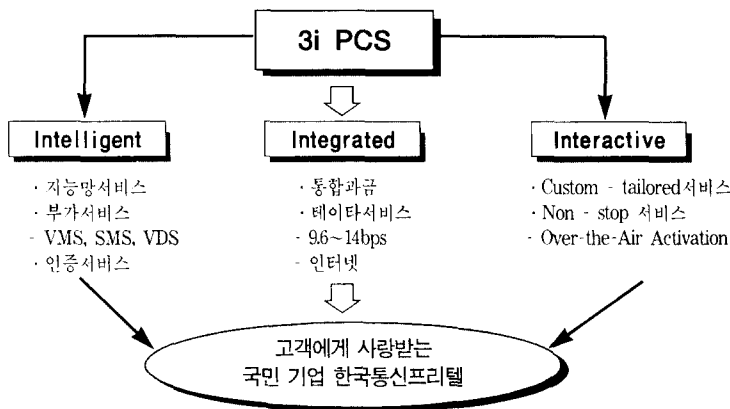 3i PCS
Intelligent
· 지능망서비스
· 부가서비스
- VMS, SMS, VDS
· 인증서비스
Integrated
· 통합과금
· 테이타서비스
- 9.6~14bps
- 인터넷
Interactive
· Custom - tailored서비스
· Non - stop 서비스
- Over-the-Air Activation
고객에게 사랑받는
국민 기업 한국통신프리텔